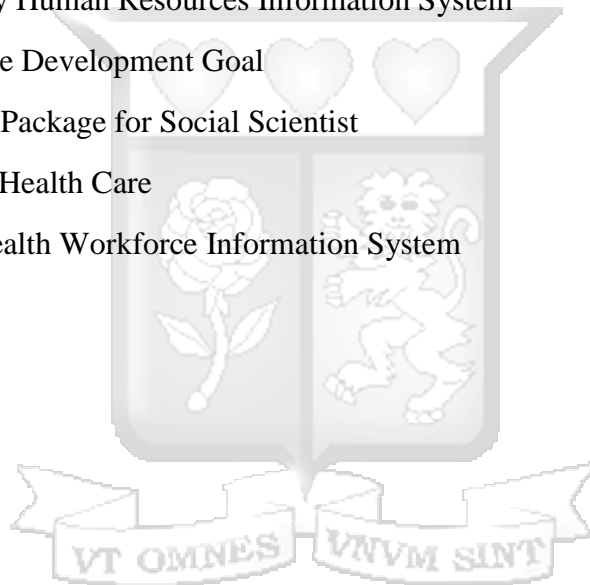 Human Resources Information System
e Development Goal
Package for Social Scientist
Health Care
ealth Workforce Information System
VT OMNES VNVM SINT